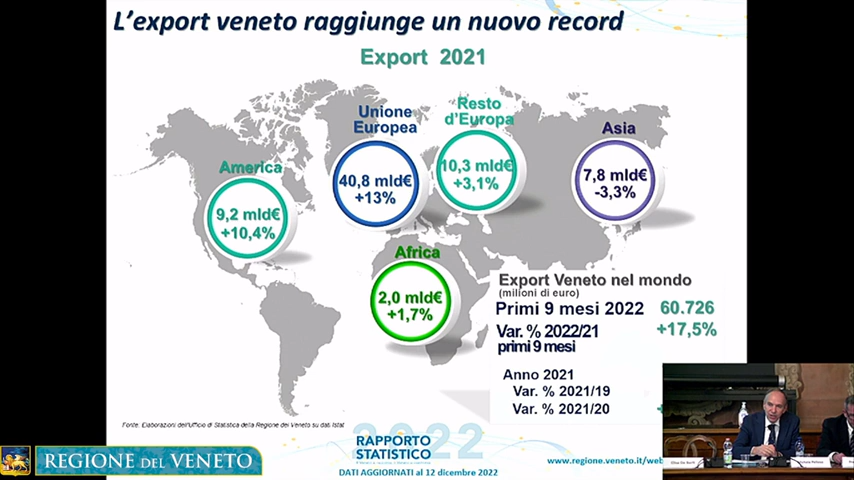 L'export veneto raggiunge un nuovo record
Export 2021
Unione
Europea
40,8 mld€
+13%
Resto
d'Europa
10,3 mld€
+3,1%
Asia
7,8 mld€
-3,3%
America
9,2 mld€
+10,4%
Africa
2,0 mld€
+1,7%
Export Veneto nel mondo
(milioni di euro)
Primi 9 mesi 2022 60.726
Var. % 2022/21 +17,5%
primi 9 mesi
Anno 2021
Var. % 2021/19
Var. % 2021/20 +
Fonte: Elaborazioni dell'Ufficio di Statistica della Regione del Veneto su dati Istat
2022
RAPPORTO
STATISTICO
DATI AGGIORNATI al 12 dicembre 2022
www.regione.veneto.it/web
REGIONE DEL VENETO